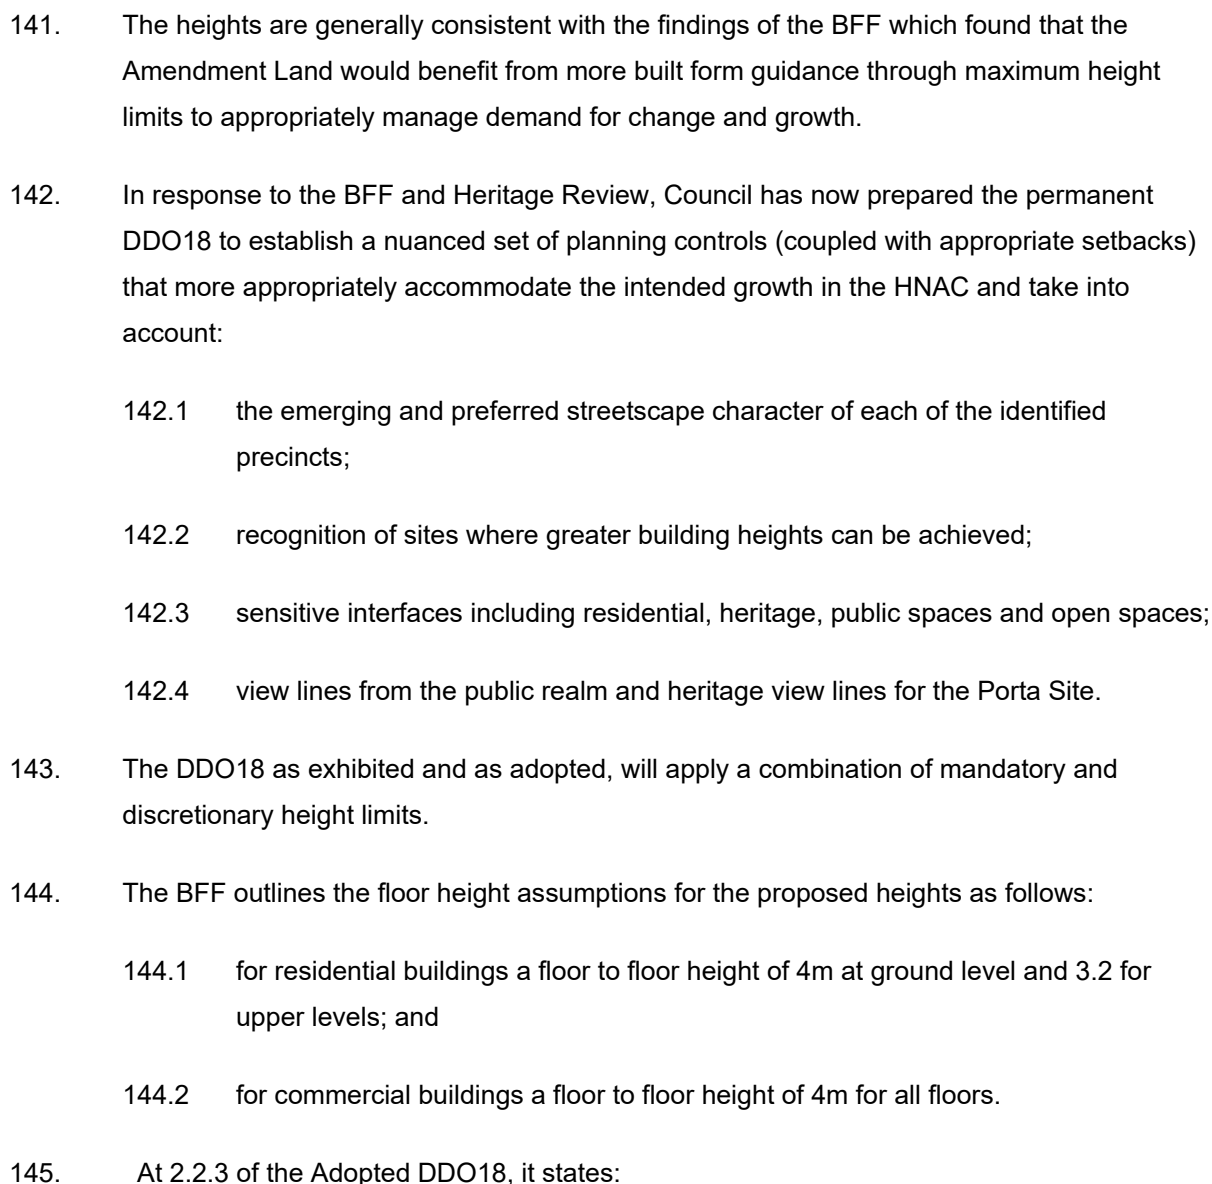 141. The heights are generally consistent with the findings of the BFF which found that the
Amendment Land would benefit from more built form guidance through maximum height
limits to appropriately manage demand for change and growth.
142. In response to the BFF and Heritage Review, Council has now prepared the permanent
DDO18 to establish a nuanced set of planning controls (coupled with appropriate setbacks)
that more appropriately accommodate the intended growth in the HNAC and take into
account:
142.1 the emerging and preferred streetscape character of each of the identified
precincts;
142.2 recognition of sites where greater building heights can be achieved;
142.3 sensitive interfaces including residential, heritage, public spaces and open spaces;
142.4 view lines from the public realm and heritage view lines for the Porta Site.
143. The DDO18 as exhibited and as adopted, will apply a combination of mandatory and
discretionary height limits.
144. The BFF outlines the floor height assumptions for the proposed heights as follows:
144.1 for residential buildings a floor to floor height of 4m at ground level and 3.2 for
upper levels; and
144.2 for commercial buildings a floor to floor height of 4m for all floors.
145. At 2.2.3 of the Adopted DDO18, it states: